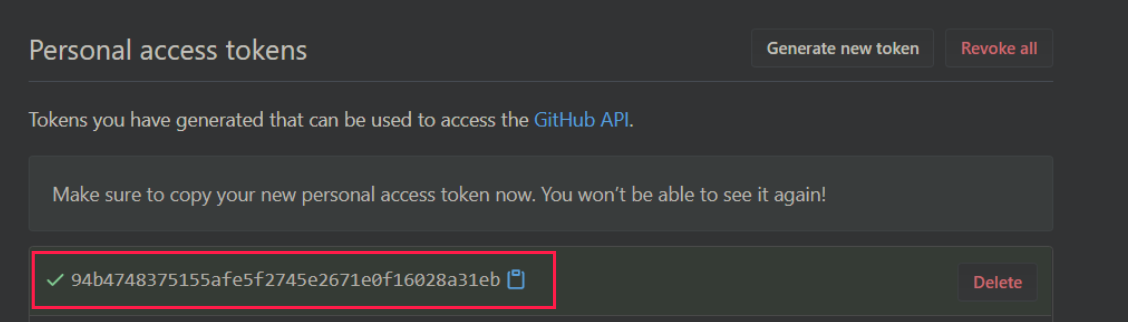 Personal access tokens
Generate new token
Revoke all
Tokens you have generated that can be used to access the GitHub API.
Make sure to copy your new personal access token now. You won't be able to see it again!
94b4748375155afe5f2745e2671e0f16028a31eb
Delete